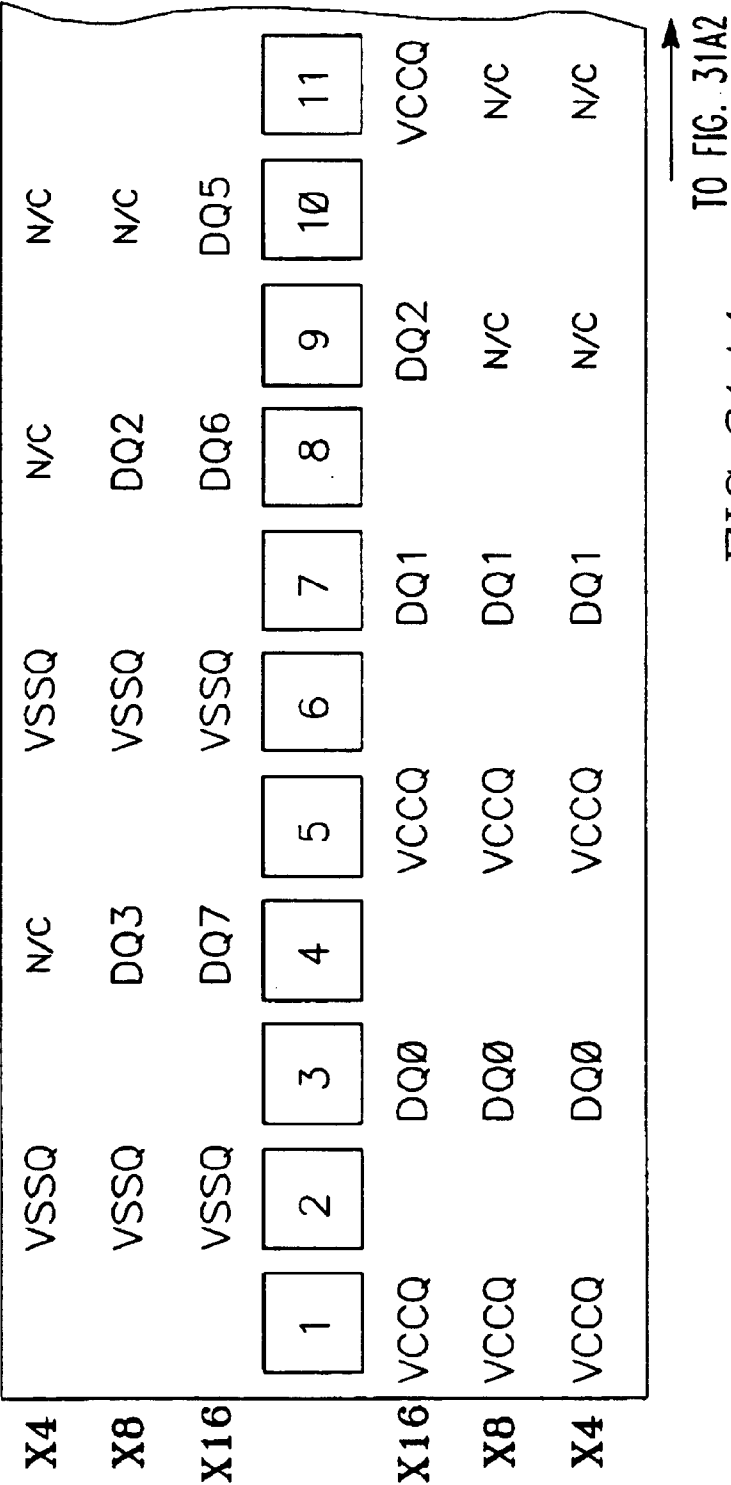 X4 VSSQ N/C VSSQ N/C N/C
X8 VSSQ DQ3 VSSQ DQ2 N/C
X16 VSSQ DQ7 VSSQ DQ6 DQ5
1 2 3 4 5 6 7 8 9 10 11
X16 VCCQ DQ0 VCCQ DQ1 DQ2 VCCQ
X8 VCCQ DQ0 VCCQ DQ1 N/C N/C
X4 VCCQ DQ0 VCCQ DQ1 N/C N/C
TO FIG. 31A2